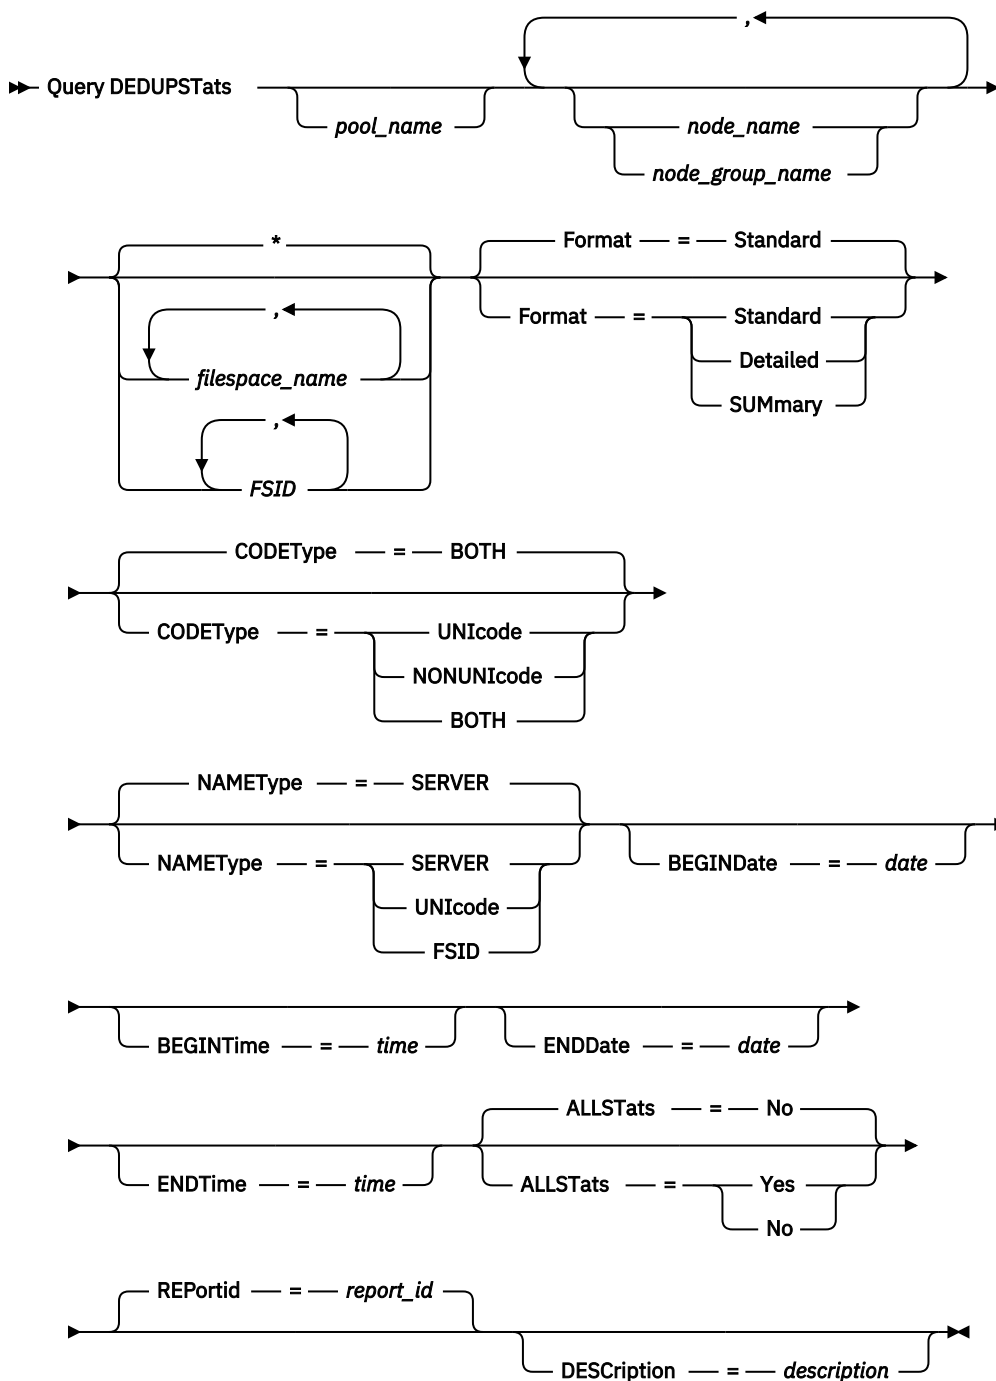 ,
Query DEDUPSTats
pool_name
node_name
node_group_name
*
Format = Standard
,
filespace_name
,
FSID
Format = Standard
Detailed
SUMmary
CODEType = BOTH
CODEType = UNIcode
NONUNIcode
BOTH
NAMEType = SERVER
NAMEType = SERVER
UNIcode
FSID
BEGINDate = date
BEGINTime = time
ENDDate = date
ENDTime = time
ALLSTats = No
ALLSTats = Yes
No
REPortid = report_id
DESCription = description